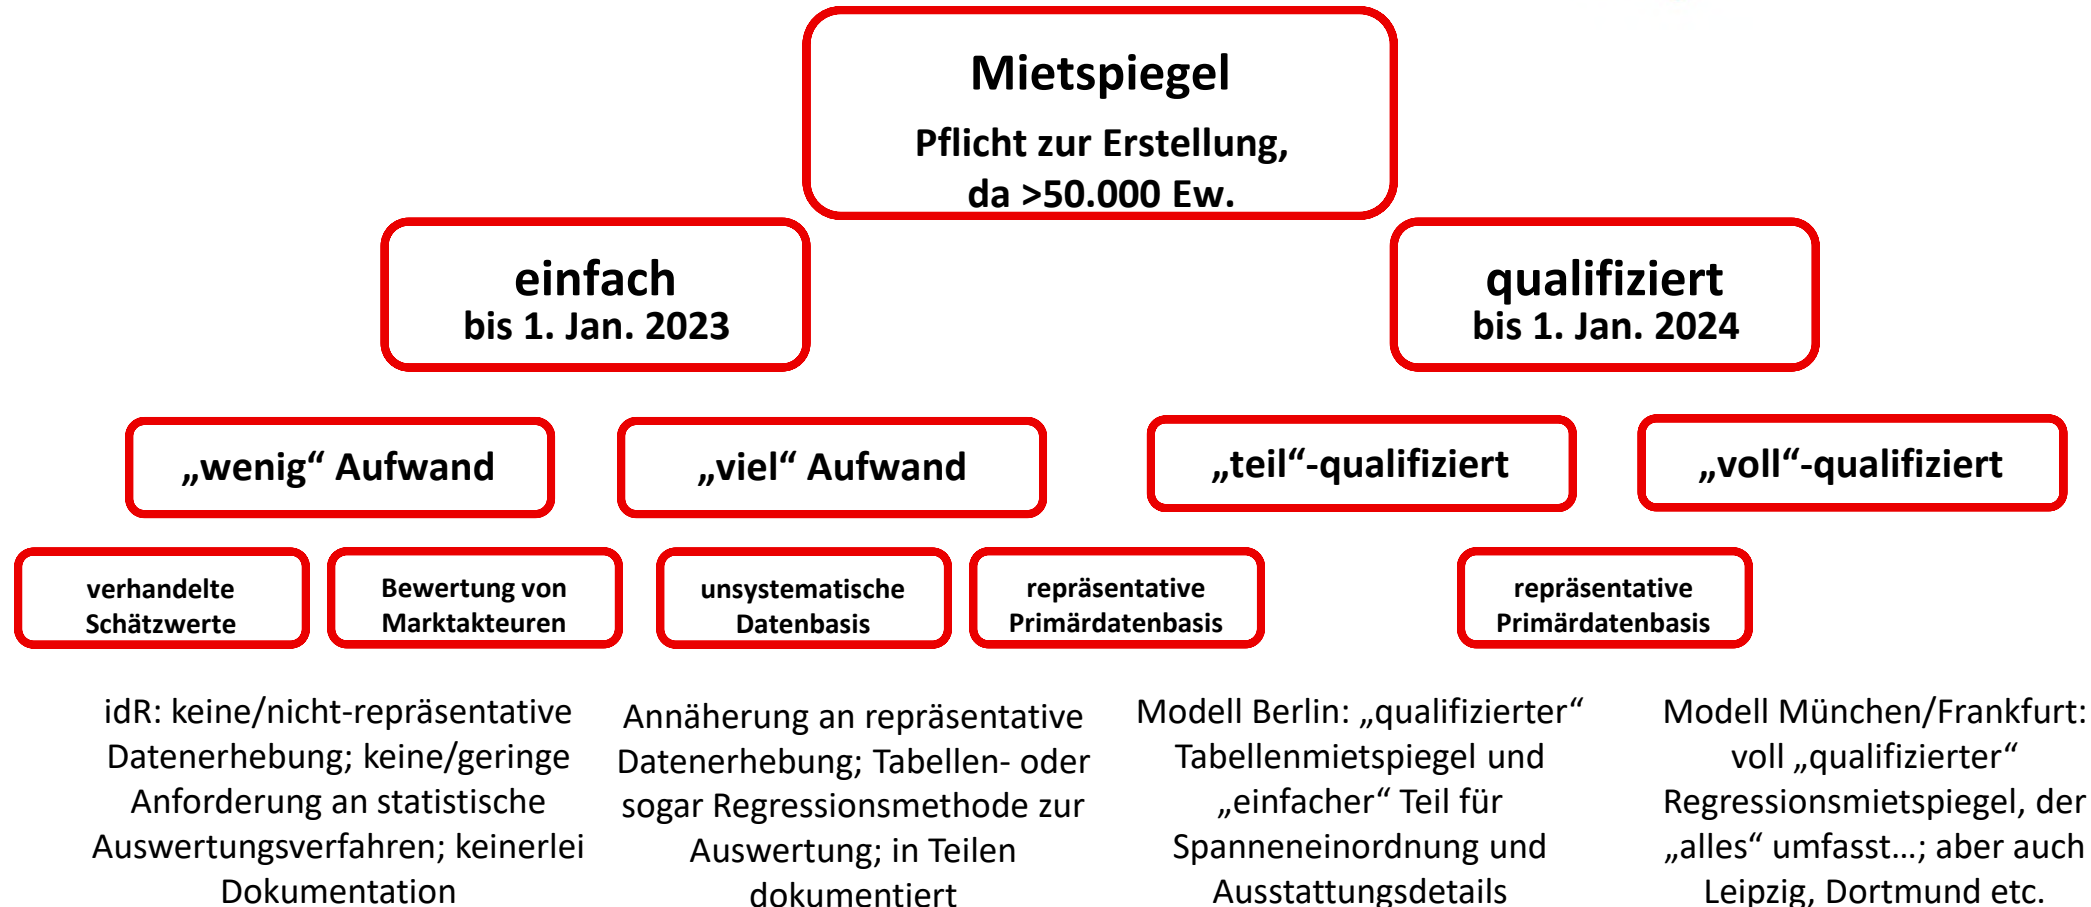 Mietspiegel
Pflicht zur Erstellung,
da >50.000 Ew.
einfach
bis 1. Jan. 2023
qualifiziert
bis 1. Jan. 2024
„wenig“ Aufwand
„viel“ Aufwand
„teil“-qualifiziert
„voll“-qualifiziert
verhandelte
Schätzwerte
Bewertung von
Marktakteuren
unsystematische
Datenbasis
repräsentative
Primärdatenbasis
repräsentative
Primärdatenbasis
idR: keine/nicht-repräsentative
Datenerhebung; keine/geringe
Anforderung an statistische
Auswertungsverfahren; keinerlei
Dokumentation
Annäherung an repräsentative
Datenerhebung; Tabellen- oder
sogar Regressionsmethode zur
Auswertung; in Teilen
dokumentiert
Modell Berlin: „qualifizierter“
Tabellenmietspiegel und
„einfacher“ Teil für
Spanneneinordnung und
Ausstattungsdetails
Modell München/Frankfurt:
voll „qualifizierter“
Regressionsmietspiegel, der
„alles“ umfasst…; aber auch
Leipzig, Dortmund etc.